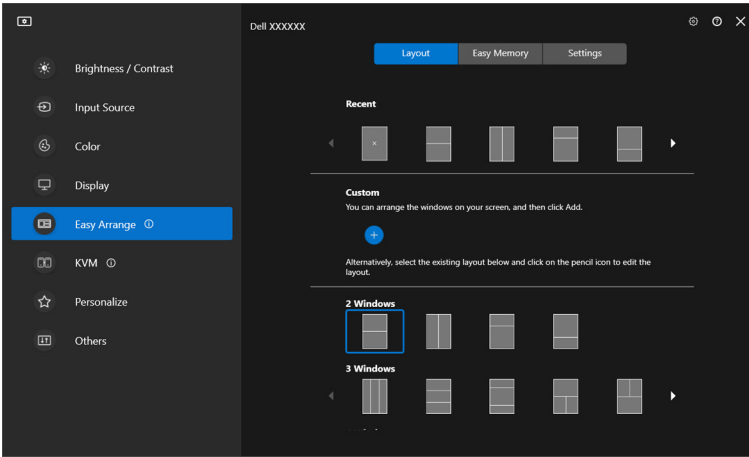 Dell XXXXXX
Brightness / Contrast
Input Source
Color
Display
Easy Arrange
KVM
Personalize
Others
Layout
Easy Memory
Settings
Recent
Custom
You can arrange the windows on your screen, and then click Add.
Alternatively, select the existing layout below and click on the pencil icon to edit the
layout.
2 Windows
3 Windows